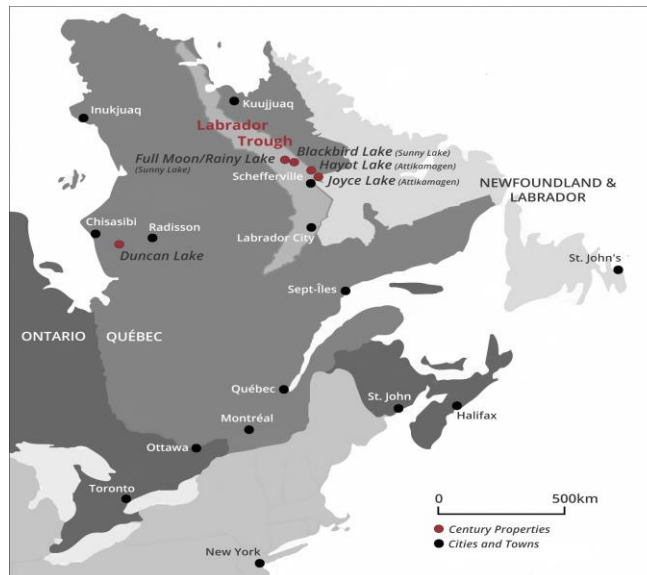 Kuujjuaq
Inukjuaq
Labrador
Trough
Blackbird Lake (Sunny Lake)
Full Moon/Rainy Lake
(Sunny Lake)
Hayot Lake (Attikamagen)
Schefferville
Joyce Lake (Attikamagen)
NEWFOUNDLAND &
LABRADOR
Chisasibi
Radisson
Labrador City
Duncan Lake
St. John's
Sept-Îles
ONTARIO
QUÉBEC
Québec
St. John
Halifax
Montréal
Ottawa
Toronto
0 500km
Century Properties
Cities and Towns
New York